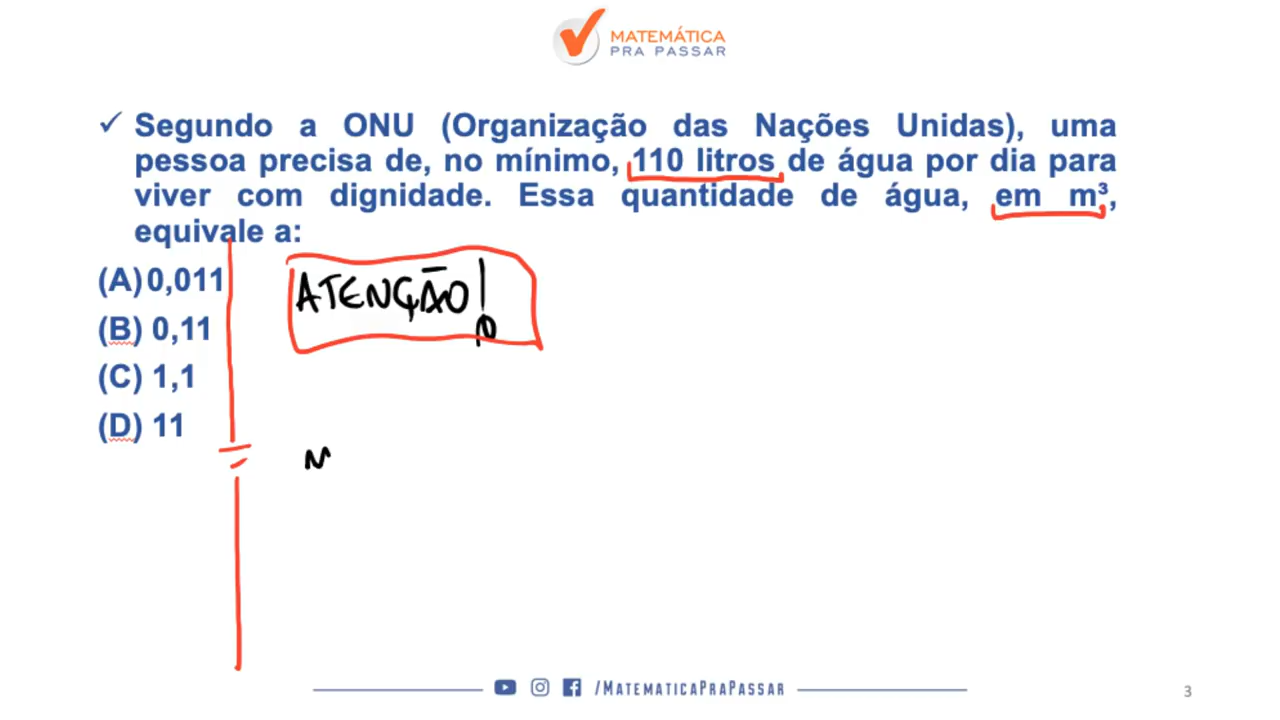 MATEMÁTICA
PRA PASSAR
✓ Segundo a ONU (Organização das Nações Unidas), uma
pessoa precisa de, no mínimo, 110 litros de água por dia para
viver com dignidade. Essa quantidade de água, em m³,
equivale a:
(A) 0,011
ATENÇÃO!
(B) 0,11
(C) 1,1
(D) 11
/MATEMATICAPRAPASSAR
3